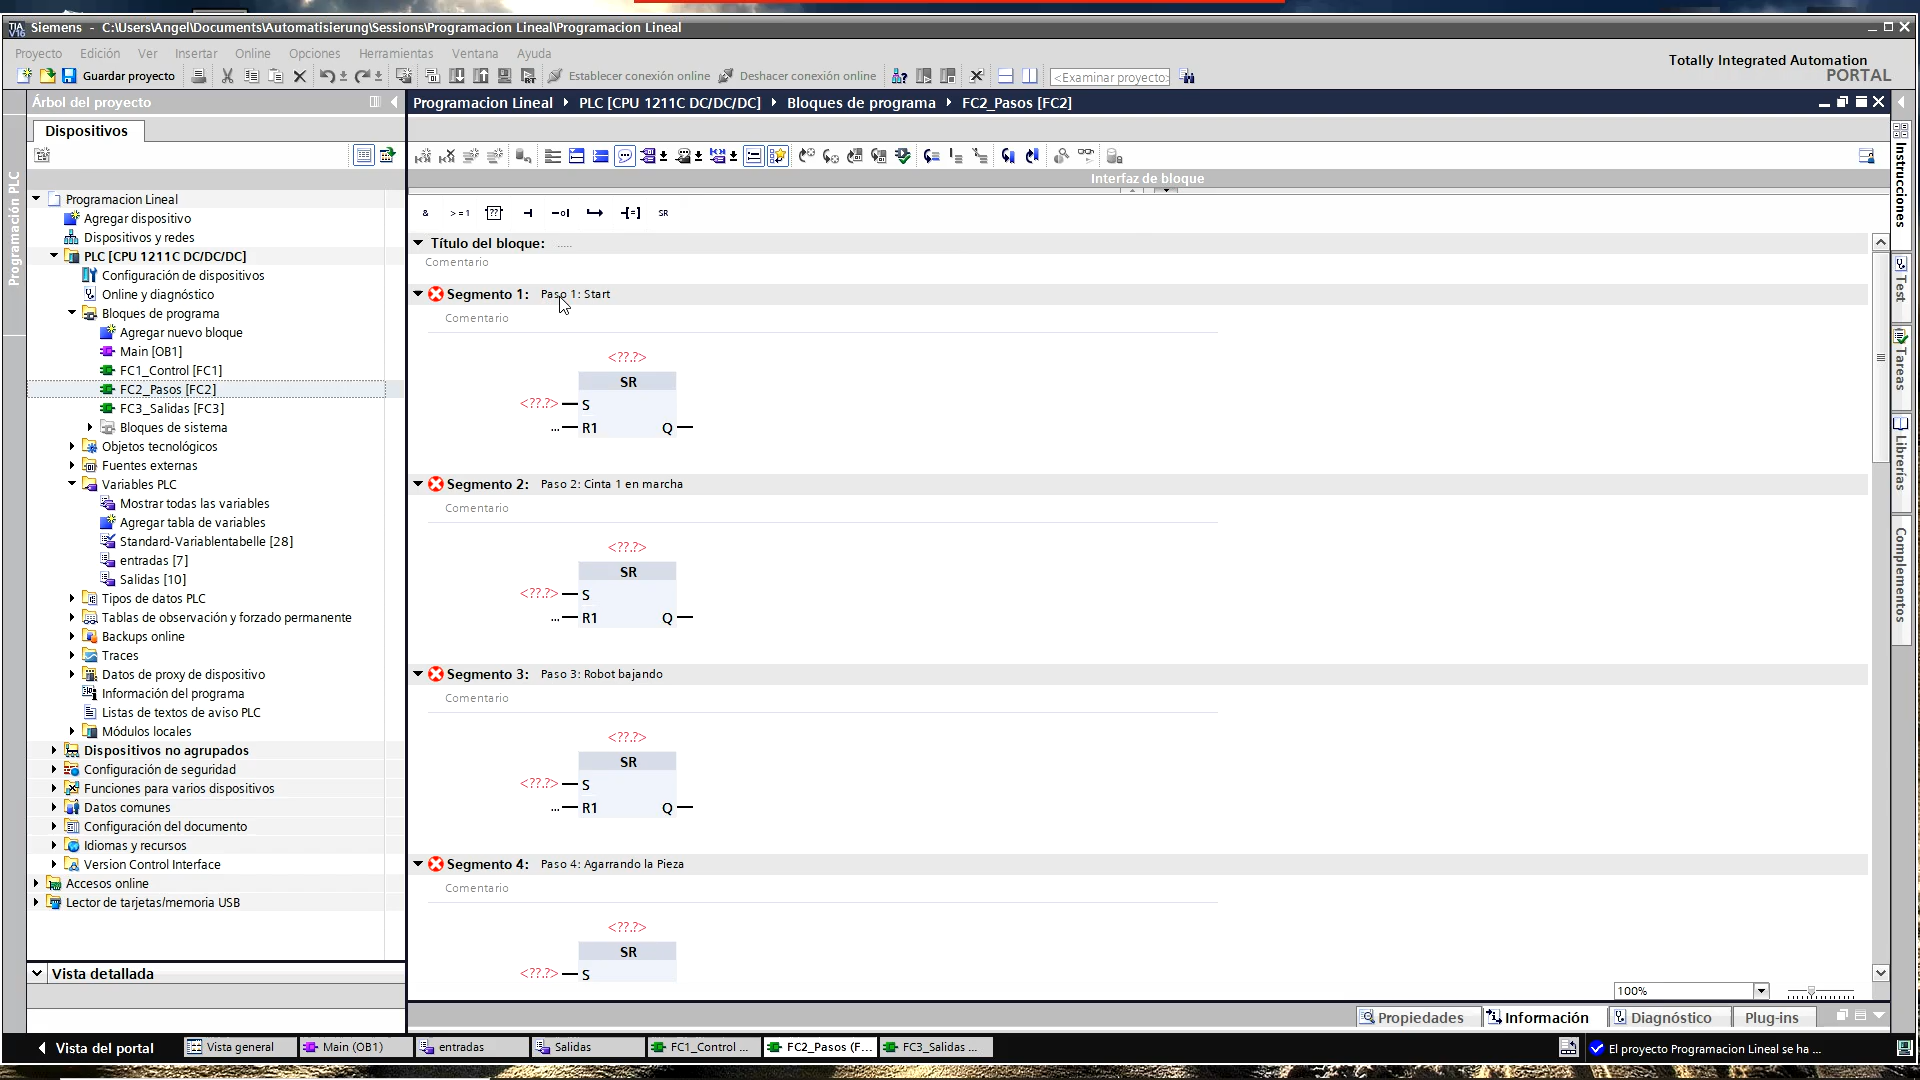 Siemens - C:\Users\Angel\Documents\Automatisierung\Sessions\Programacion Lineal\Programacion Lineal
Proyecto Edición Ver Insertar Online Opciones Herramientas Ventana Ayuda
Totally Integrated Automation
PORTAL
Guardar proyecto
Establecer conexión online
Deshacer conexión online
<Examinar proyecto>
Árbol del proyecto
Programacion Lineal › PLC [CPU 1211C DC/DC/DC] › Bloques de programa › FC2_Pasos [FC2]
Dispositivos
Programación PLC
Programacion Lineal
Agregar dispositivo
Dispositivos y redes
PLC [CPU 1211C DC/DC/DC]
Configuración de dispositivos
Online y diagnóstico
Bloques de programa
Agregar nuevo bloque
Main [OB1]
FC1_Control [FC1]
FC2_Pasos [FC2]
FC3_Salidas [FC3]
Bloques de sistema
Objetos tecnológicos
Fuentes externas
Variables PLC
Mostrar todas las variables
Agregar tabla de variables
Standard-Variablentabelle [28]
entradas [7]
Salidas [10]
Tipos de datos PLC
Tablas de observación y forzado permanente
Backups online
Traces
Datos de proxy de dispositivo
Información del programa
Listas de textos de aviso PLC
Módulos locales
Dispositivos no agrupados
Configuración de seguridad
Funciones para varios dispositivos
Datos comunes
Configuración del documento
Idiomas y recursos
Version Control Interface
Accesos online
Lector de tarjetas/memoria USB
Vista detallada
Interfaz de bloque
& >=1 ?? -| -o| [=] SR
Título del bloque: .....
Comentario
Segmento 1: Paso 1: Start
Comentario
<??.?>
SR
<??.?> S
... R1 Q
Segmento 2: Paso 2: Cinta 1 en marcha
Comentario
<??.?>
SR
<??.?> S
... R1 Q
Segmento 3: Paso 3: Robot bajando
Comentario
<??.?>
SR
<??.?> S
... R1 Q
Segmento 4: Paso 4: Agarrando la Pieza
Comentario
<??.?>
SR
<??.?> S
100%
Instrucciones
Test
Tareas
Librerías
Complementos
Propiedades
Información
Diagnóstico
Plug-ins
Vista del portal
Vista general
Main (OB1)
entradas
Salidas
FC1_Control ...
FC2_Pasos (F...
FC3_Salidas ...
El proyecto Programacion Lineal se ha ...